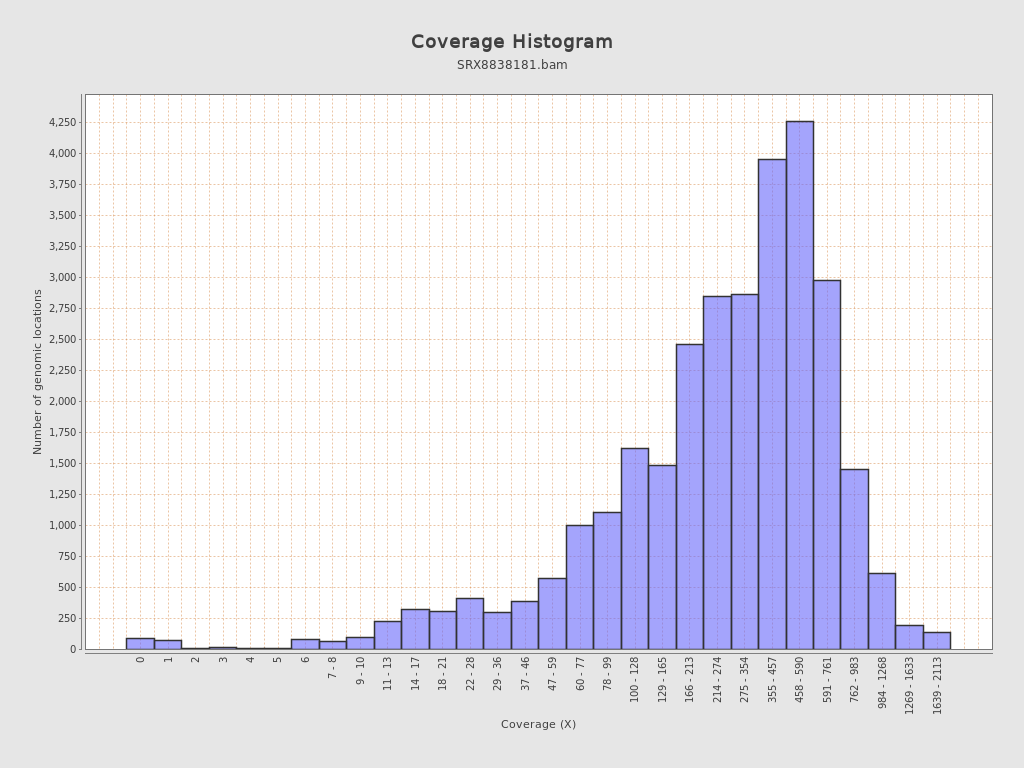 Coverage Histogram
SRX8838181.bam
Number of genomic locations
4,250
4,000
3,750
3,500
3,250
3,000
2,750
2,500
2,250
2,000
1,750
1,500
1,250
1,000
750
500
250
0
0
1
2
3
4
5
6
7 - 8
9 - 10
11 - 13
14 - 17
18 - 21
22 - 28
29 - 36
37 - 46
47 - 59
60 - 77
78 - 99
100 - 128
129 - 165
166 - 213
214 - 274
275 - 354
355 - 457
458 - 590
591 - 761
762 - 983
984 - 1268
1269 - 1633
1639 - 2113
Coverage (X)